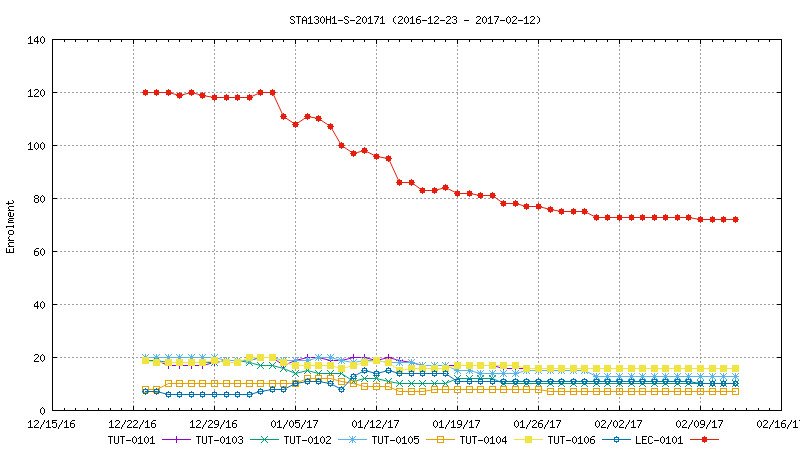 STA130H1-S-20171 (2016-12-23 - 2017-02-12)
140
120
100
80
60
40
20
0
Enrolment
12/15/16 12/22/16 12/29/16 01/05/17 01/12/17 01/19/17 01/26/17 02/02/17 02/09/17 02/16/17
TUT-0101 TUT-0103 TUT-0102 TUT-0105 TUT-0104 TUT-0106 LEC-0101